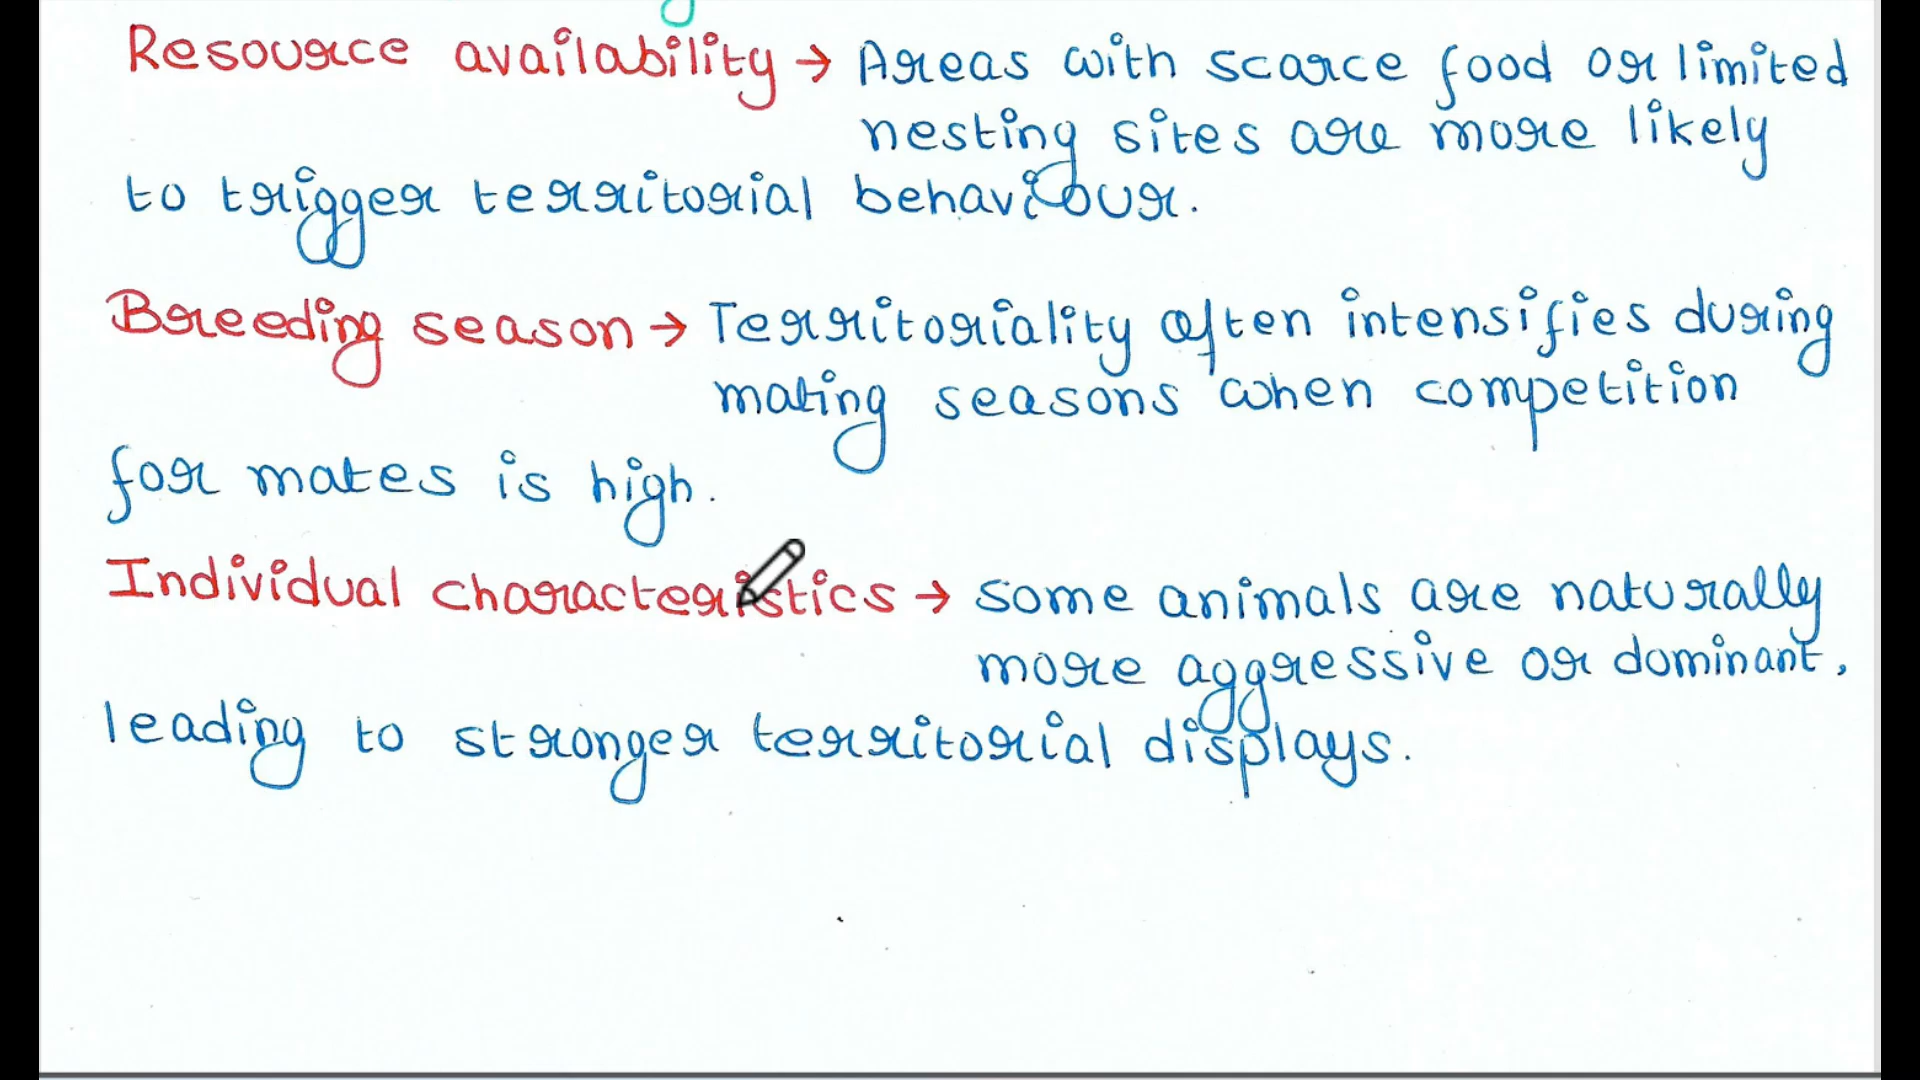 Resource availability → Areas with scarce food or limited
nesting sites are more likely
to trigger territorial behaviour.
Breeding season → Territoriality often intensifies during
mating seasons when competition
for mates is high.
Individual characteristics → some animals are naturally
more aggressive or dominant,
leading to stronger territorial displays.